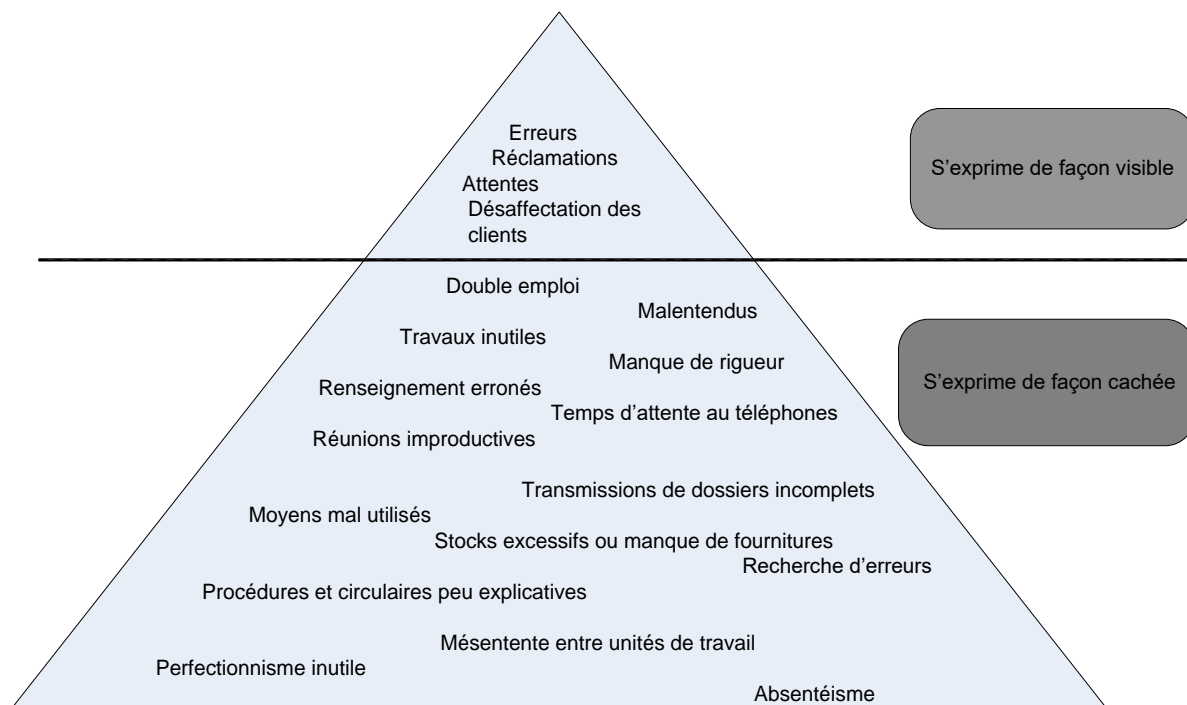 Erreurs
Réclamations
Attentes
Désaffectation des
clients
S’exprime de façon visible
Double emploi
Malentendus
Travaux inutiles
Manque de rigueur
Renseignement erronés
S’exprime de façon cachée
Temps d’attente au téléphones
Réunions improductives
Transmissions de dossiers incomplets
Moyens mal utilisés
Stocks excessifs ou manque de fournitures
Recherche d’erreurs
Procédures et circulaires peu explicatives
Mésentente entre unités de travail
Perfectionnisme inutile
Absentéisme